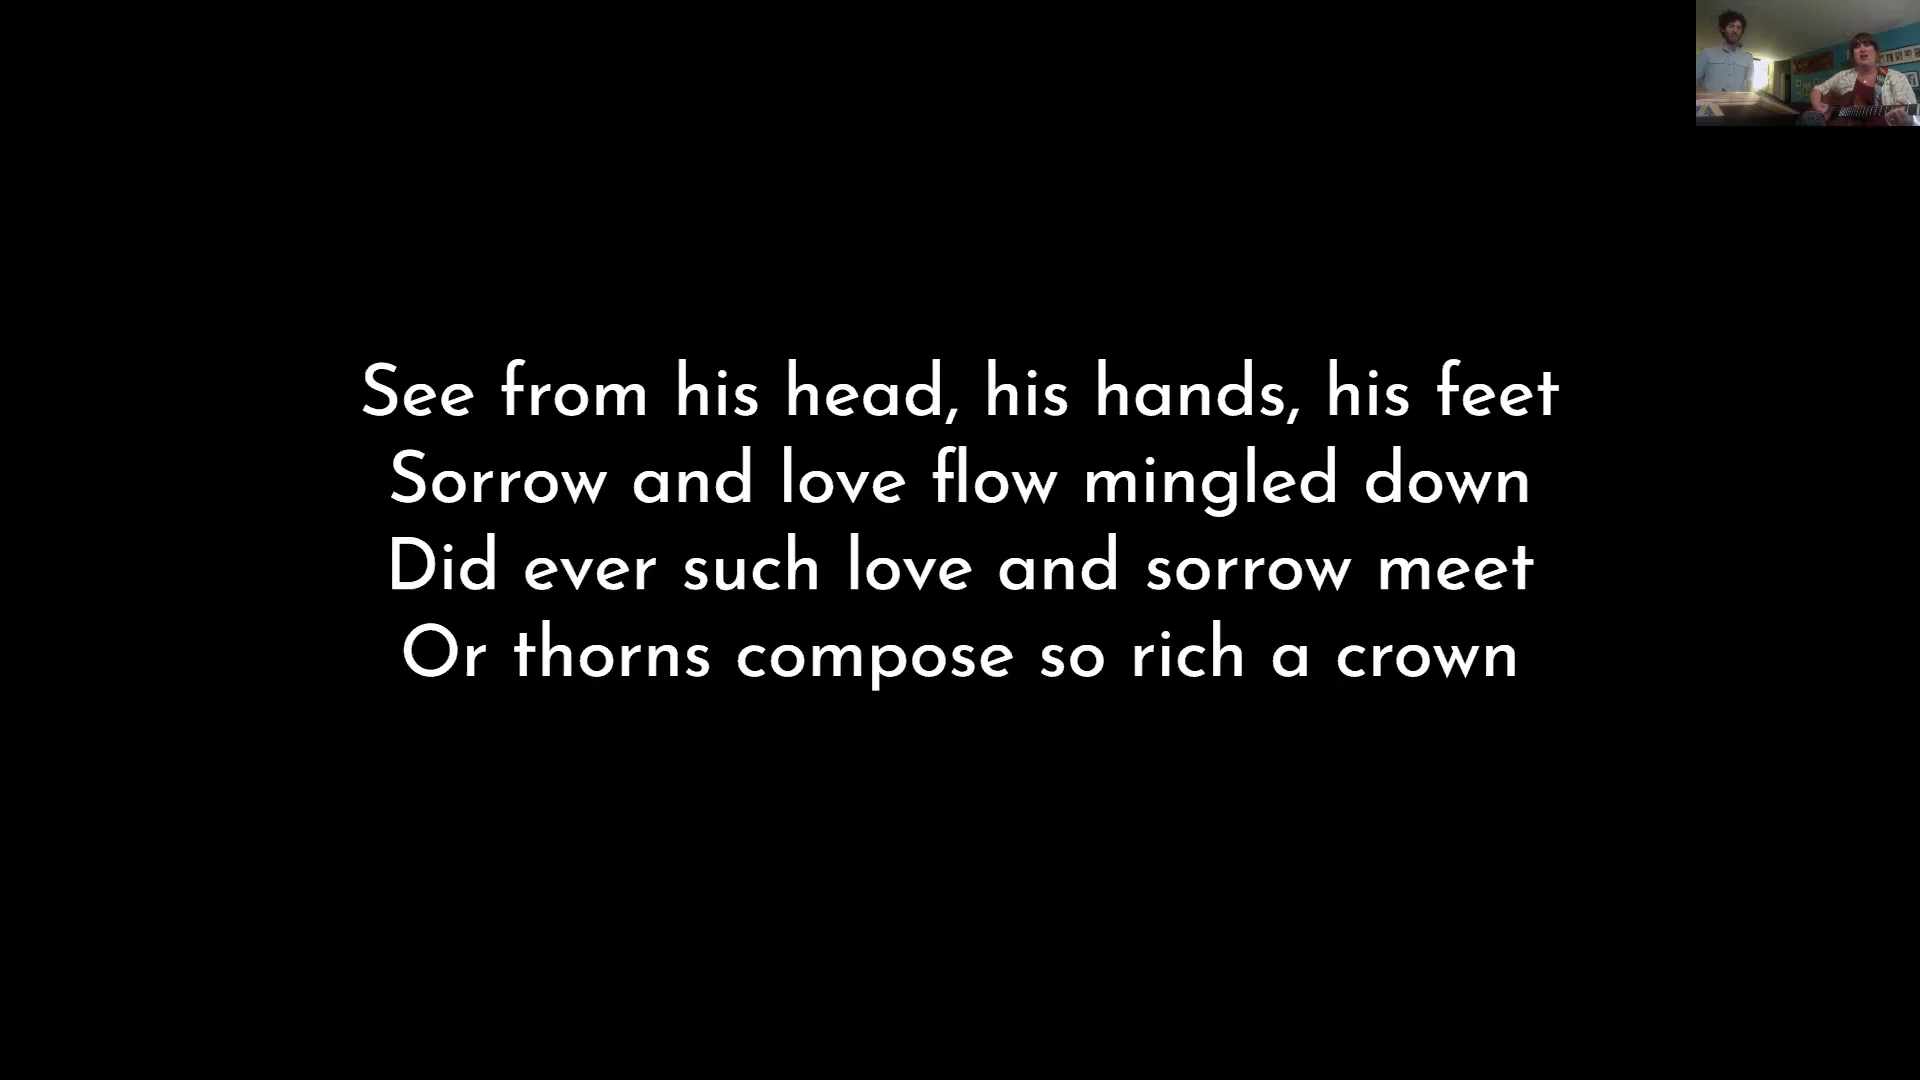 See from his head, his hands, his feet
Sorrow and love flow mingled down
Did ever such love and sorrow meet
Or thorns compose so rich a crown